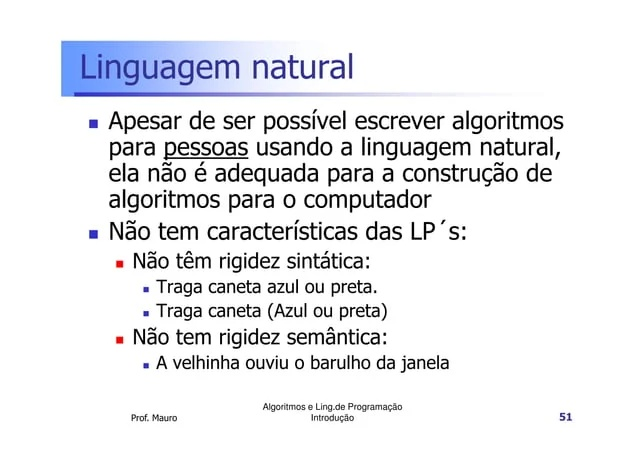 Linguagem natural
Apesar de ser possível escrever algoritmos
para pessoas usando a linguagem natural,
ela não é adequada para a construção de
algoritmos para o computador
Não tem características das LP´s:
Não têm rigidez sintática:
Traga caneta azul ou preta.
Traga caneta (Azul ou preta)
Não tem rigidez semântica:
A velhinha ouviu o barulho da janela
Prof. Mauro
Algoritmos e Ling.de Programação
Introdução
51